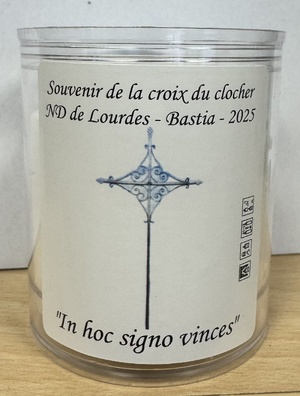 Souvenir de la croix du clocher
ND de Lourdes - Bastia - 2025
"In hoc signo vinces"